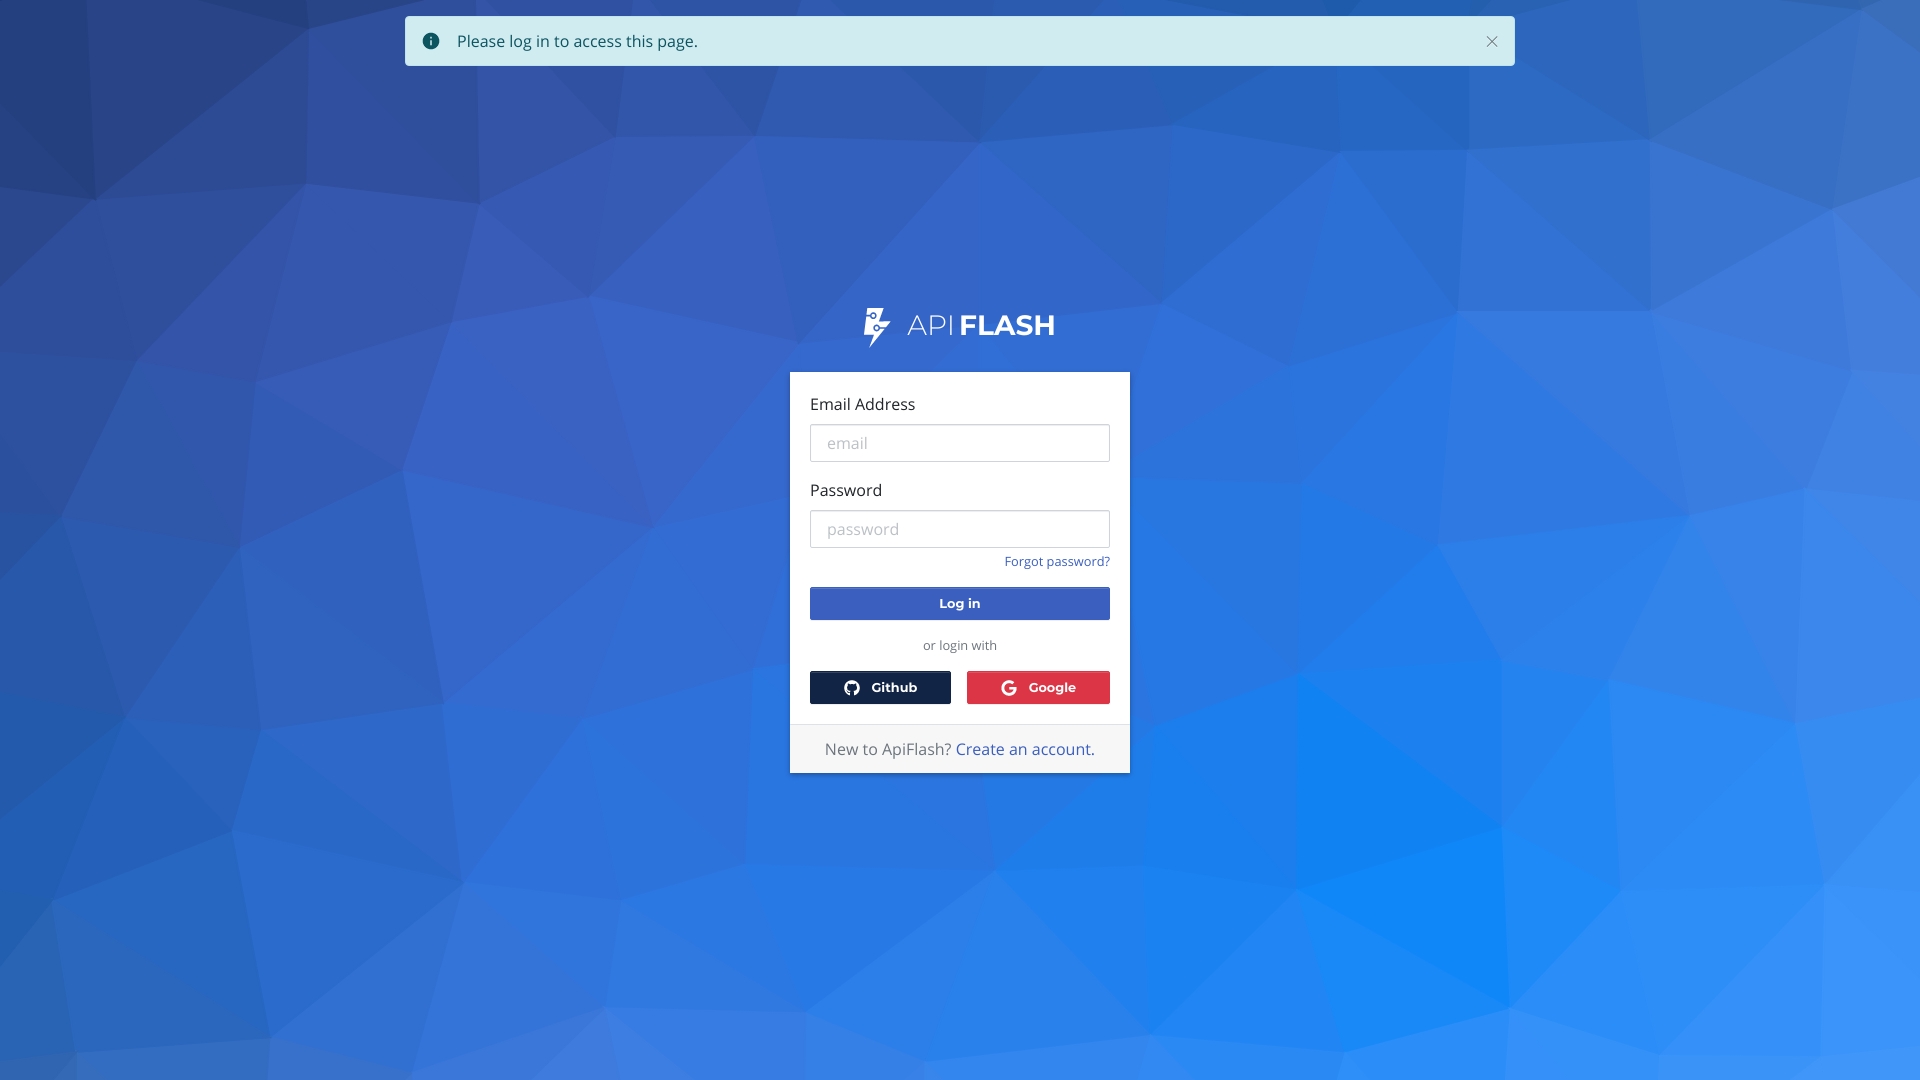 Please log in to access this page.
API FLASH
Email Address
email
Password
password
Forgot password?
Log in
or login with
Github
Google
New to ApiFlash? Create an account.